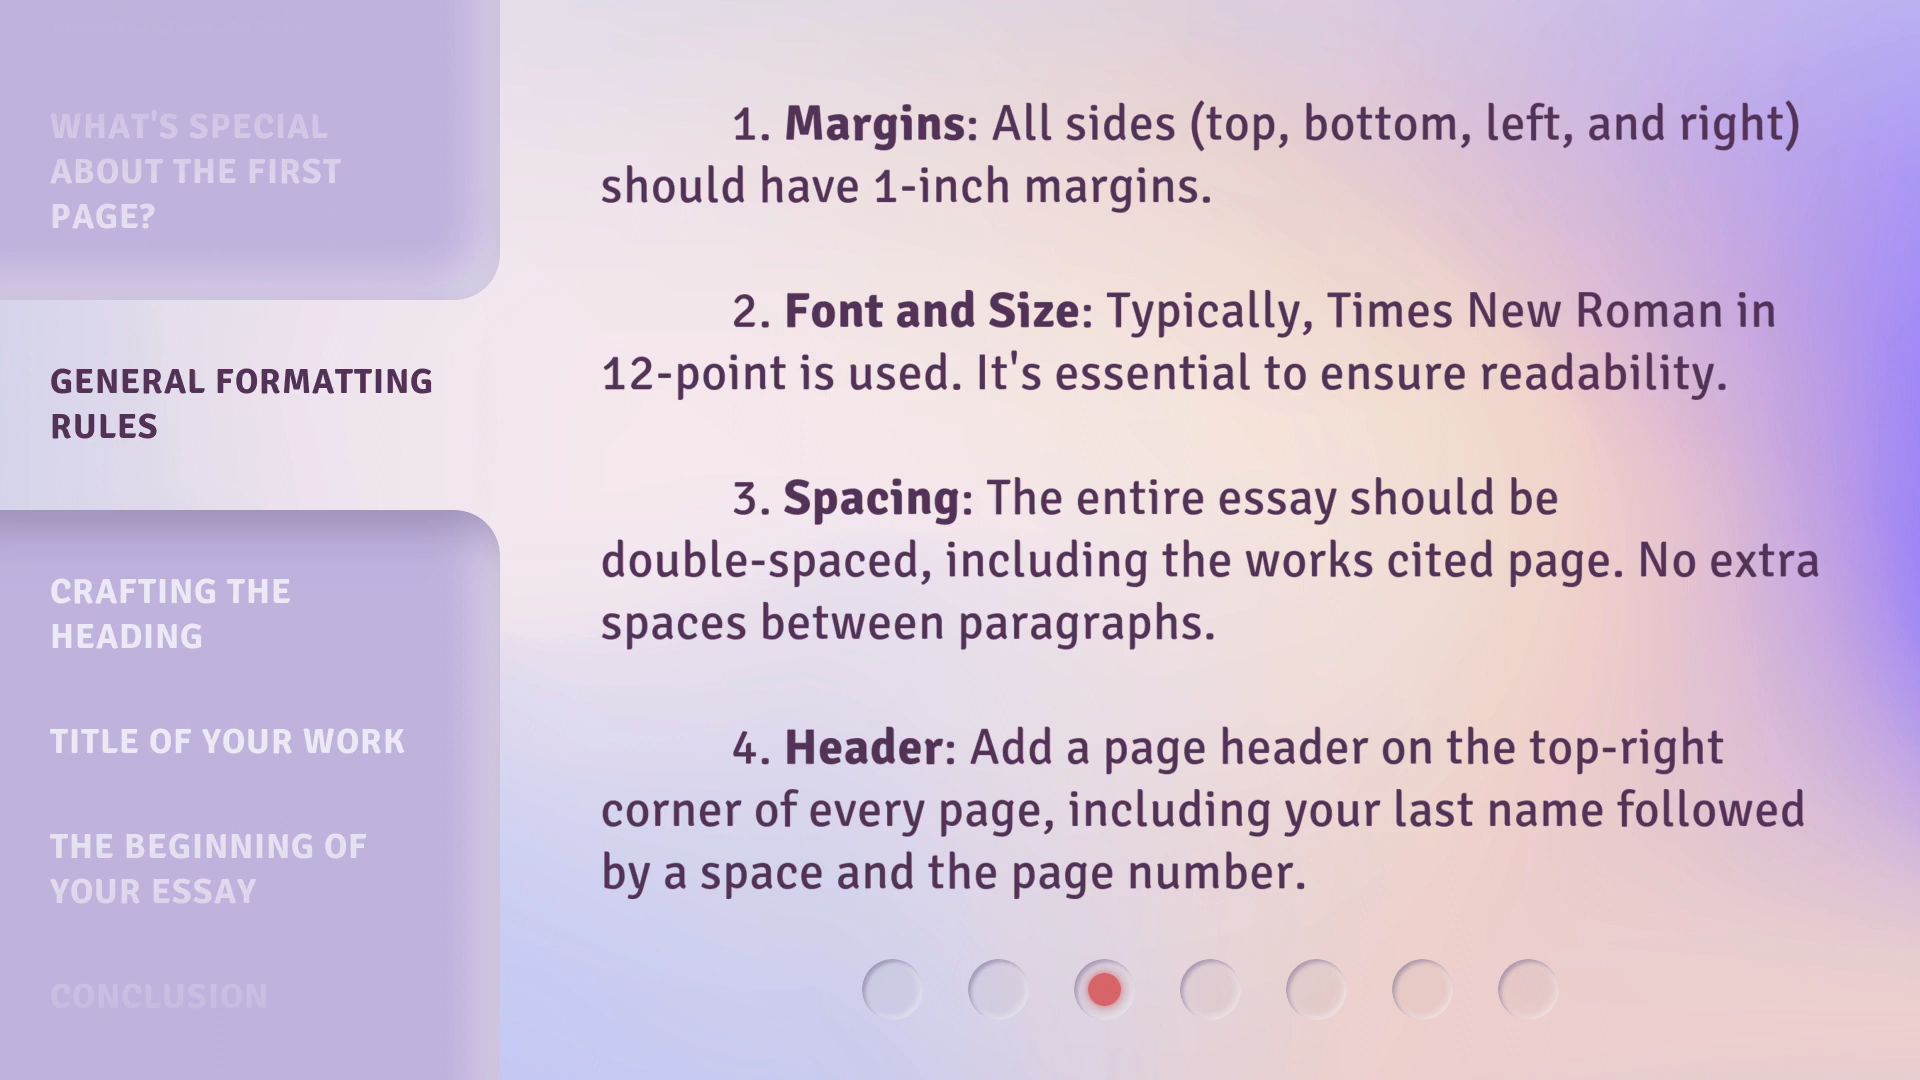 WHAT'S SPECIAL
ABOUT THE FIRST
PAGE?
GENERAL FORMATTING
RULES
CRAFTING THE
HEADING
TITLE OF YOUR WORK
THE BEGINNING OF
YOUR ESSAY
CONCLUSION
1. Margins: All sides (top, bottom, left, and right)
should have 1-inch margins.
2. Font and Size: Typically, Times New Roman in
12-point is used. It's essential to ensure readability.
3. Spacing: The entire essay should be
double-spaced, including the works cited page. No extra
spaces between paragraphs.
4. Header: Add a page header on the top-right
corner of every page, including your last name followed
by a space and the page number.